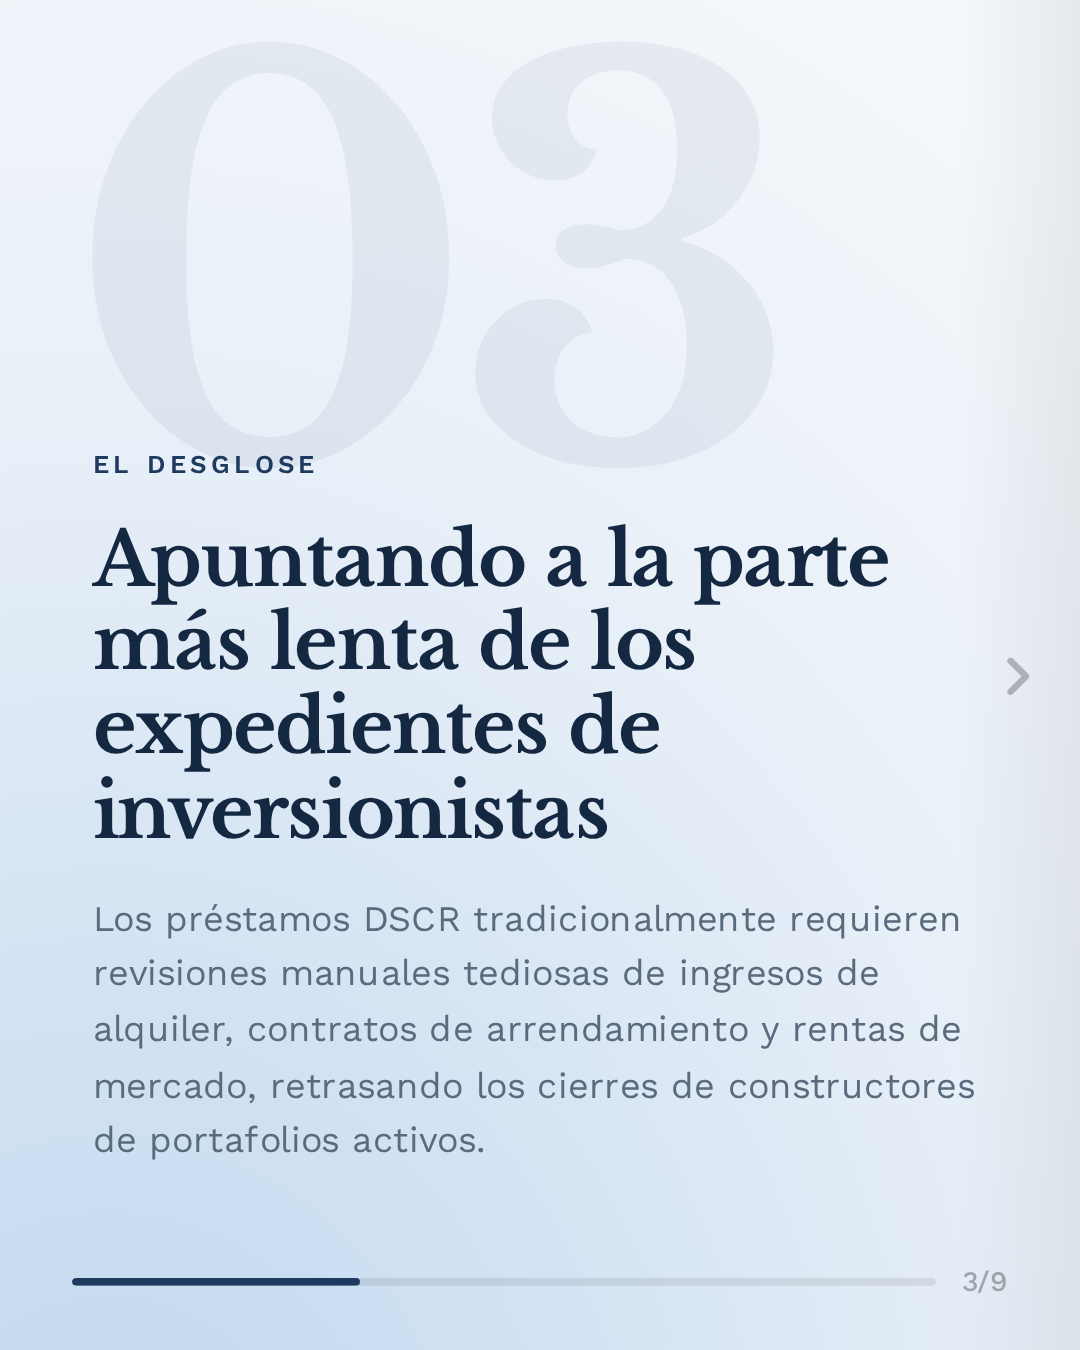 03
EL DESGLOSE
Apuntando a la parte
más lenta de los
expedientes de
inversionistas
Los préstamos DSCR tradicionalmente requieren
revisiones manuales tediosas de ingresos de
alquiler, contratos de arrendamiento y rentas de
mercado, retrasando los cierres de constructores
de portafolios activos.
3/9